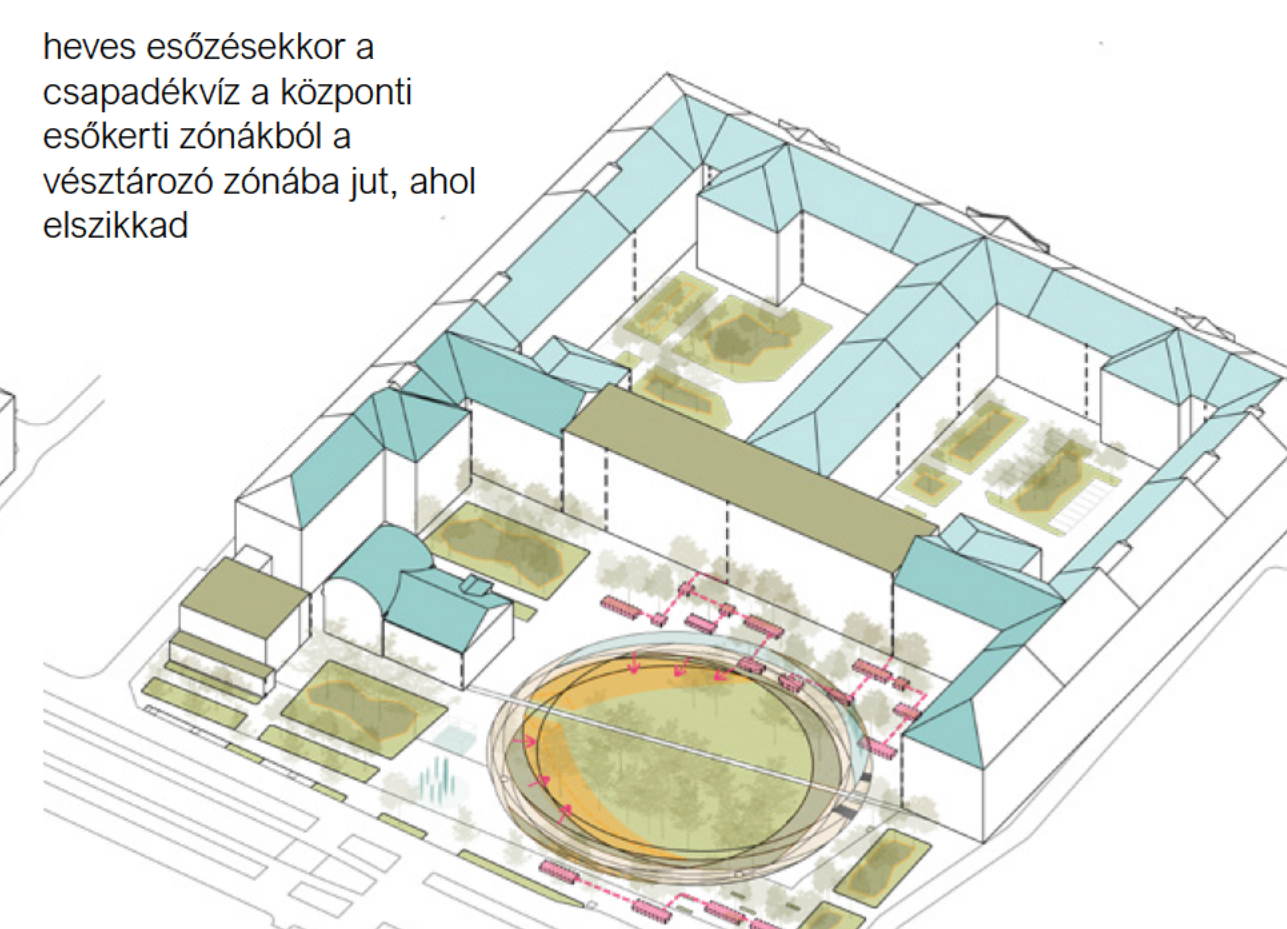 heves esőzésekkor a
csapadékvíz a központi
esőkerti zónákból a
vésztározó zónába jut, ahol
elszikkad